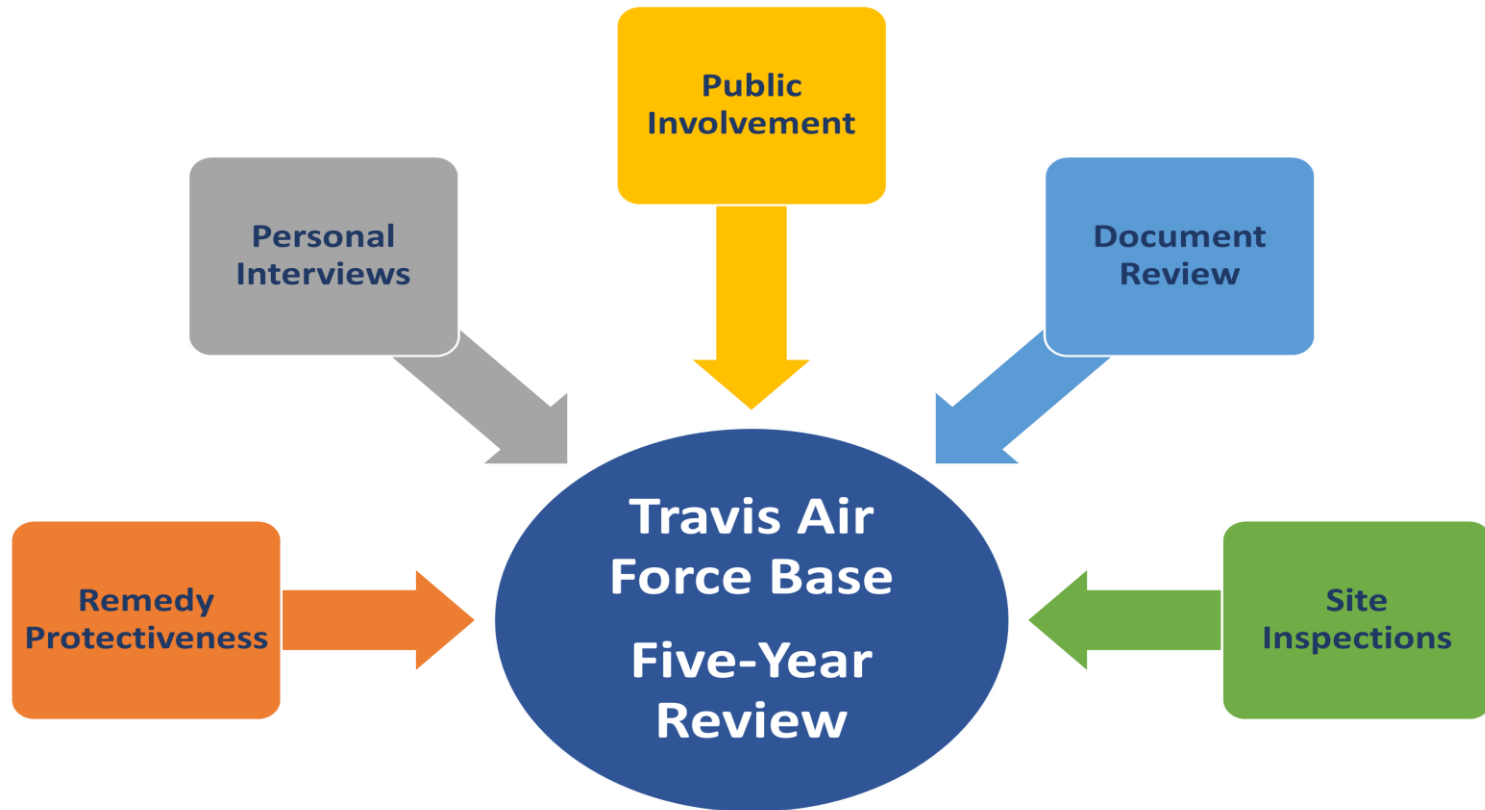 Public
Involvement
Personal
Interviews
Document
Review
Remedy
Protectiveness
Travis Air
Force Base
Five-Year
Review
Site
Inspections